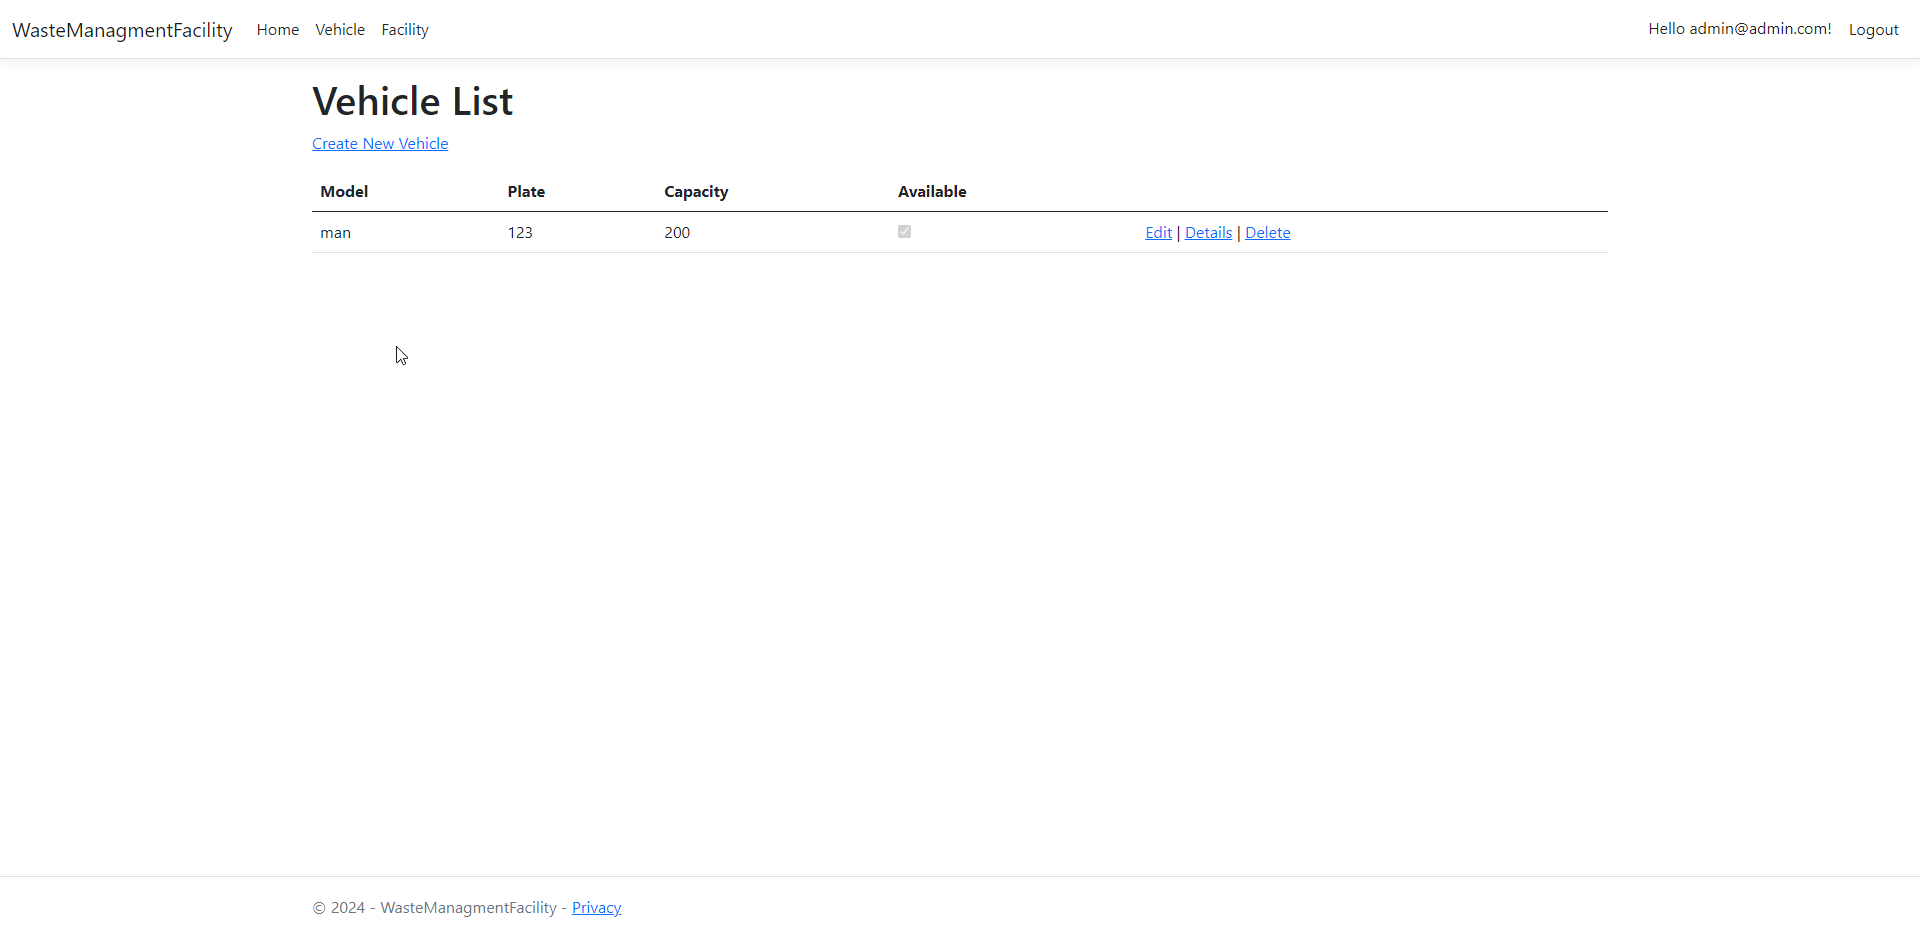 WasteManagmentFacility Home Vehicle Facility Hello admin@admin.com! Logout
Vehicle List
Create New Vehicle
Model Plate Capacity Available
man 123 200 Edit | Details | Delete
© 2024 - WasteManagmentFacility - Privacy